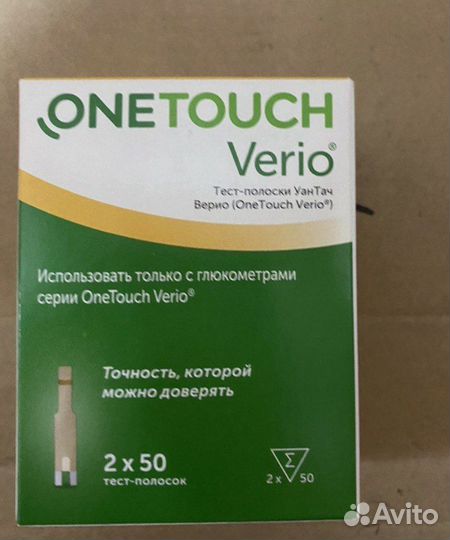 ONETOUCH
Verio®
Тест-полоски УанТач
Верио (OneTouch Verio®)
Использовать только с глюкометрами
серии OneTouch Verio®
Точность, которой
можно доверять
2 x 50
тест-полосок
Σ
2 x 50
Avito